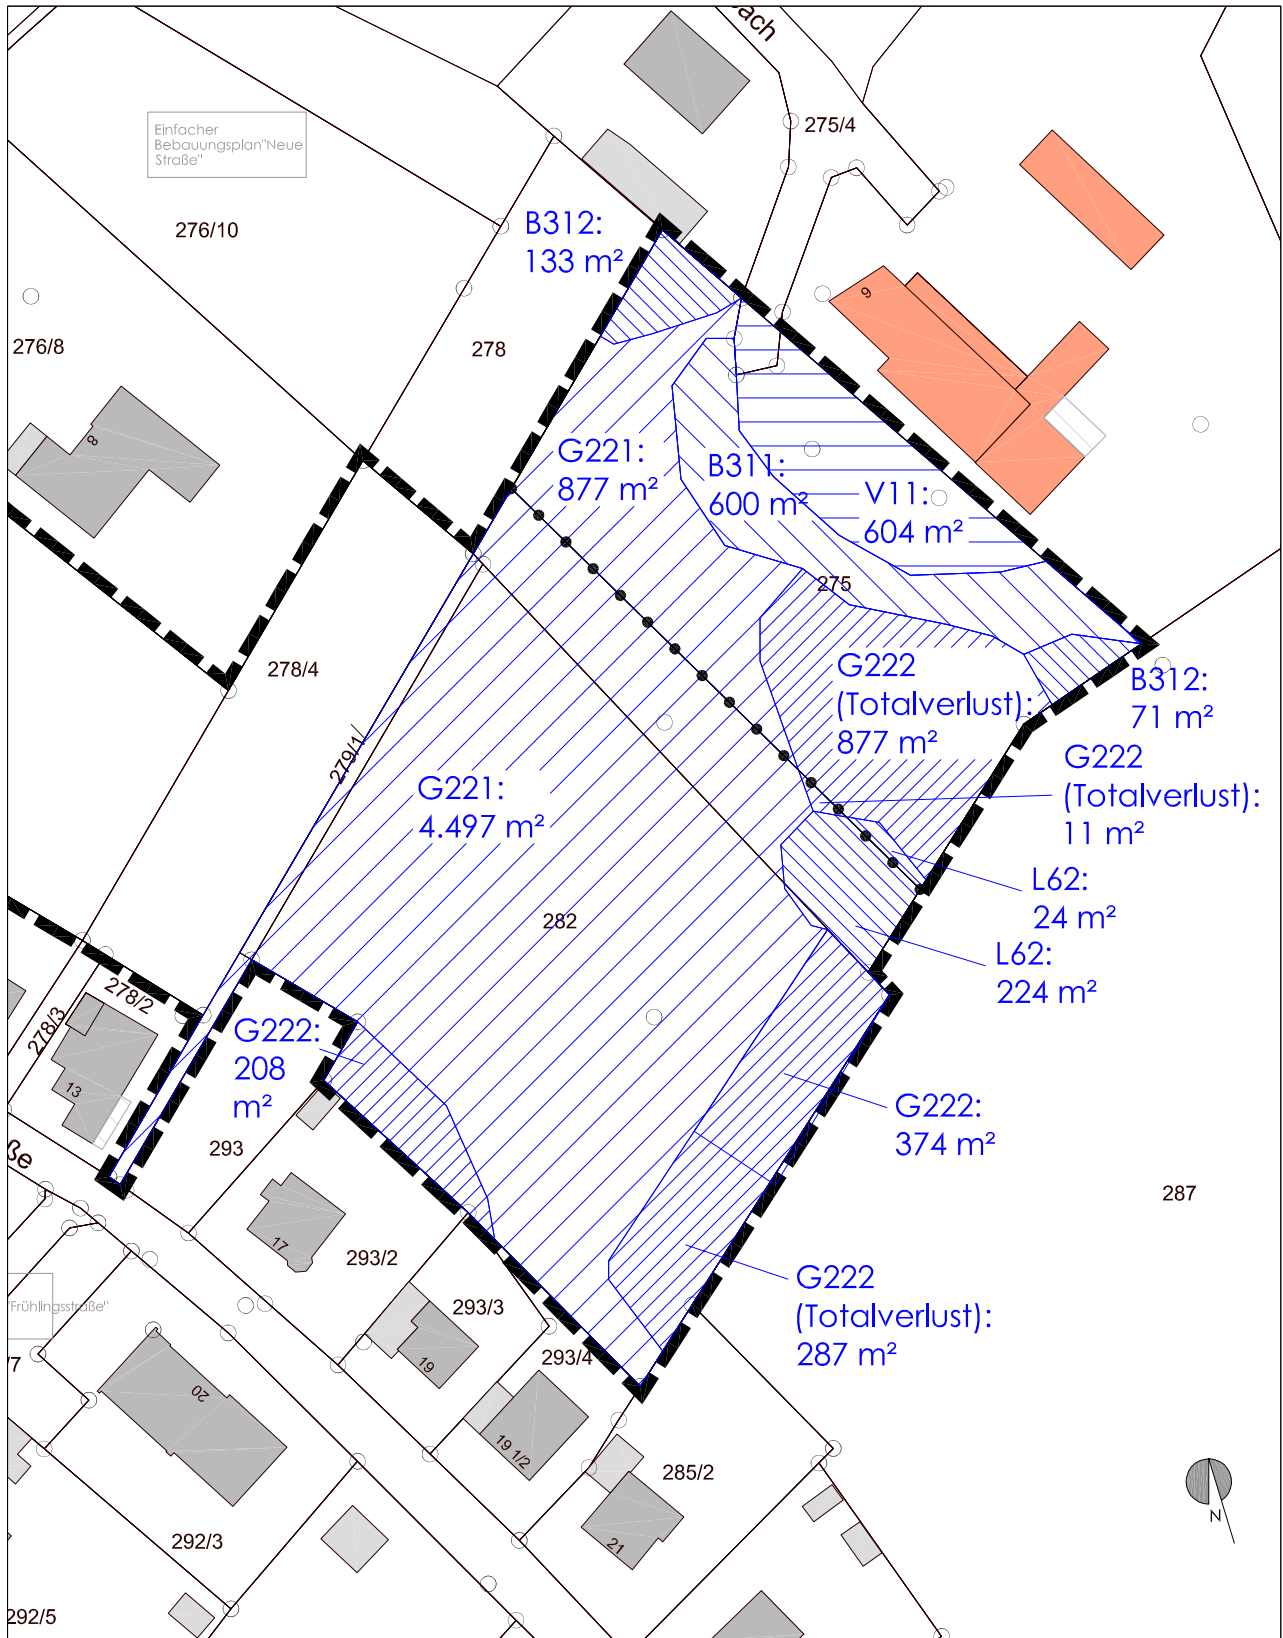 ach
275/4
Einfacher
Bebauungsplan"Neue
Straße"
276/10
B312:
133 m²
9
276/8
278
8
G221:
877 m²
B311:
600 m²
V11:
604 m²
275
278/4
G222
(Totalverlust):
877 m²
B312:
71 m²
279/1
G222
(Totalverlust):
11 m²
G221:
4.497 m²
L62:
24 m²
282
L62:
224 m²
278/2
278/3
G222:
208
m²
13
G222:
374 m²
293
ße
287
17
293/2
G222
(Totalverlust):
287 m²
"Frühlingsstraße"
293/3
293/4
/7
19
20
19 1/2
285/2
N
292/3
21
292/5